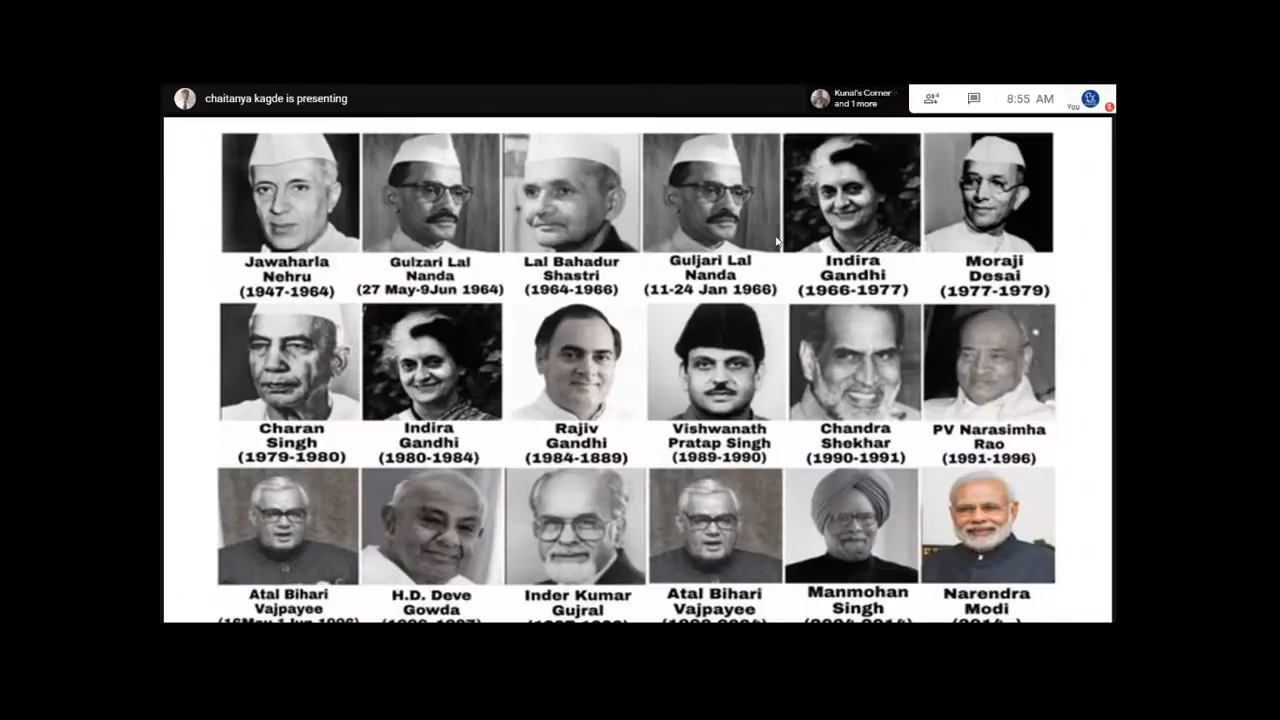 chaitanya kagde is presenting
Kunal's Corner
and 1 more
8:55 AM
You
Jawaharla
Nehru
(1947-1964)
Gulzari Lal
Nanda
(27 May-9Jun 1964)
Lal Bahadur
Shastri
(1964-1966)
Guljari Lal
Nanda
(11-24 Jan 1966)
Indira
Gandhi
(1966-1977)
Moraji
Desai
(1977-1979)
Charan
Singh
(1979-1980)
Indira
Gandhi
(1980-1984)
Rajiv
Gandhi
(1984-1889)
Vishwanath
Pratap Singh
(1989-1990)
Chandra
Shekhar
(1990-1991)
PV Narasimha
Rao
(1991-1996)
Atal Bihari
Vajpayee
H.D. Deve
Gowda
Inder Kumar
Gujral
Atal Bihari
Vajpayee
Manmohan
Singh
Narendra
Modi